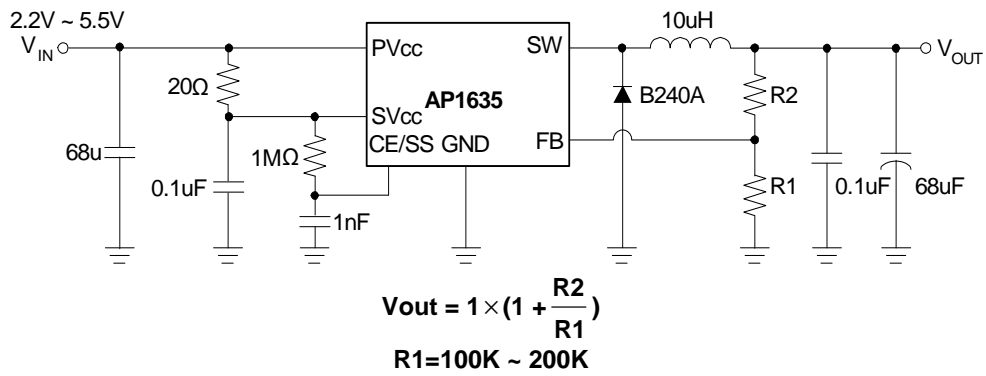 2.2V ~ 5.5V
V_IN
PVcc
SW
10uH
V_OUT
20Ω
AP1635
B240A
R2
SVcc
CE/SS GND
FB
68u
1MΩ
0.1uF
R1
0.1uF
68uF
1nF
Vout = 1×(1 + R2/R1)
R1=100K ~ 200K